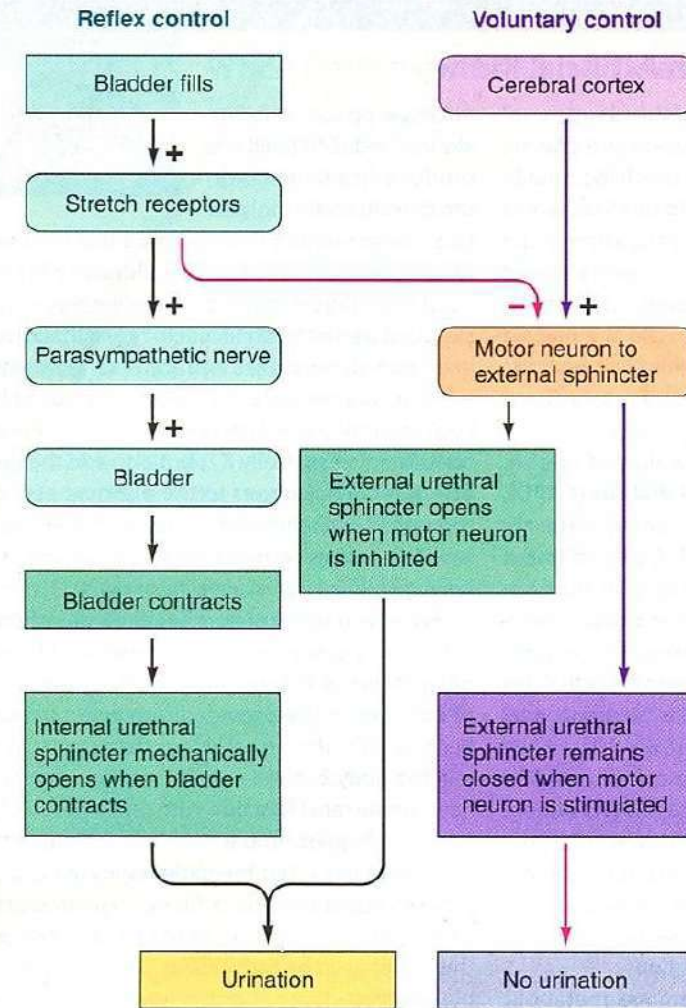 Reflex control
Voluntary control
Bladder fills
Cerebral cortex
+
Stretch receptors
+
−
+
Parasympathetic nerve
Motor neuron to
external sphincter
+
Bladder
External urethral
sphincter opens
when motor neuron
is inhibited
Bladder contracts
Internal urethral
sphincter mechanically
opens when bladder
contracts
External urethral
sphincter remains
closed when motor
neuron is stimulated
Urination
No urination